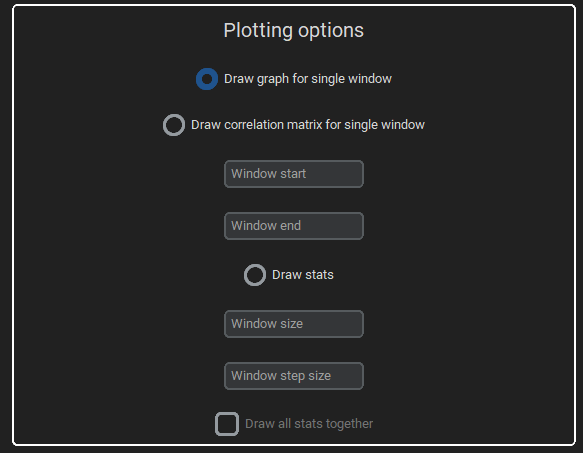 Plotting options
Draw graph for single window
Draw correlation matrix for single window
Window start
Window end
Draw stats
Window size
Window step size
Draw all stats together